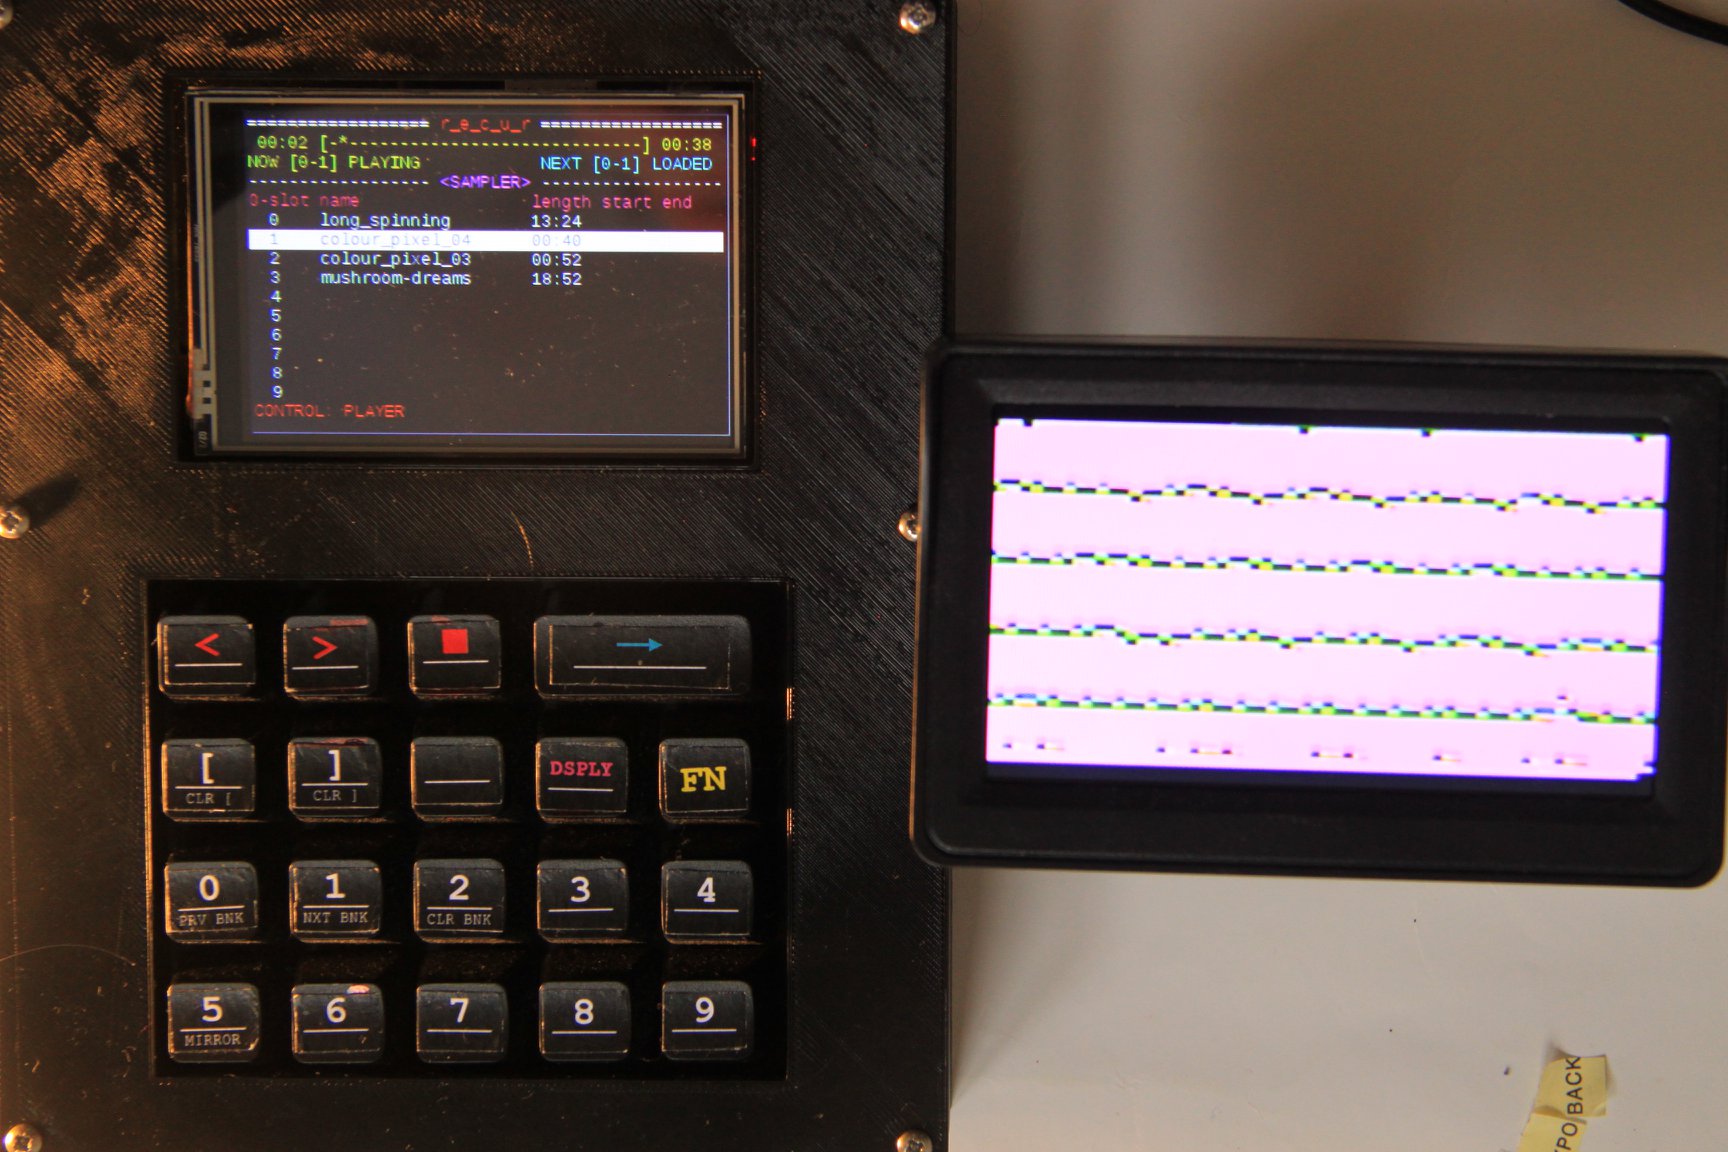 ================== r_e_c_u_r ==================
00:02 [-*-----------------------------] 00:38
NOW [0-1] PLAYING NEXT [0-1] LOADED
------------------ <SAMPLER> ------------------
0-slot name length start end
0 long_spinning 13:24
1 colour_pixel_04 00:40
2 colour_pixel_03 00:52
3 mushroom-dreams 18:52
4
5
6
7
8
9
CONTROL: PLAYER
< > ■ →
[ ] DSPLY FN
CLR [ CLR ]
0 1 2 3 4
PRV BNK NXT BNK CLR BNK
5 6 7 8 9
MIRROR
BACK